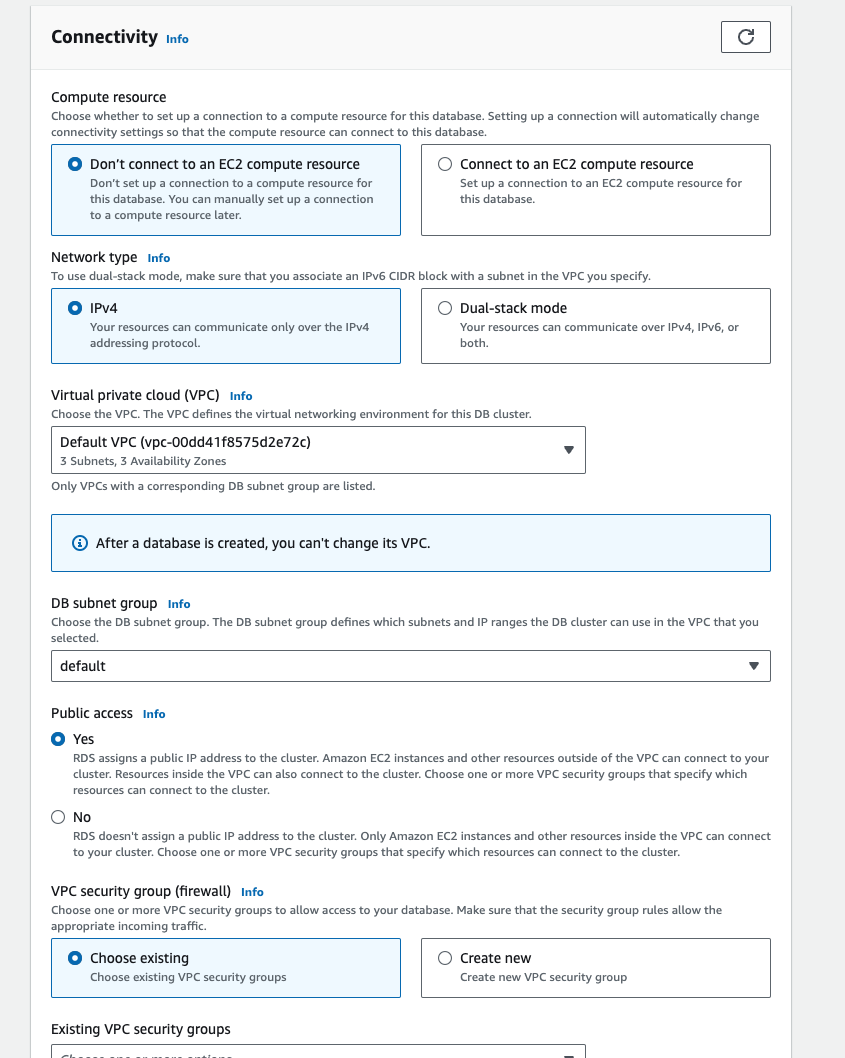 Connectivity Info
Compute resource
Choose whether to set up a connection to a compute resource for this database. Setting up a connection will automatically change
connectivity settings so that the compute resource can connect to this database.
Don’t connect to an EC2 compute resource
Don’t set up a connection to a compute resource for
this database. You can manually set up a connection
to a compute resource later.
Connect to an EC2 compute resource
Set up a connection to an EC2 compute resource for
this database.
Network type Info
To use dual-stack mode, make sure that you associate an IPv6 CIDR block with a subnet in the VPC you specify.
IPv4
Your resources can communicate only over the IPv4
addressing protocol.
Dual-stack mode
Your resources can communicate over IPv4, IPv6, or
both.
Virtual private cloud (VPC) Info
Choose the VPC. The VPC defines the virtual networking environment for this DB cluster.
Default VPC (vpc-00dd41f8575d2e72c)
3 Subnets, 3 Availability Zones
Only VPCs with a corresponding DB subnet group are listed.
After a database is created, you can't change its VPC.
DB subnet group Info
Choose the DB subnet group. The DB subnet group defines which subnets and IP ranges the DB cluster can use in the VPC that you
selected.
default
Public access Info
Yes
RDS assigns a public IP address to the cluster. Amazon EC2 instances and other resources outside of the VPC can connect to your
cluster. Resources inside the VPC can also connect to the cluster. Choose one or more VPC security groups that specify which
resources can connect to the cluster.
No
RDS doesn't assign a public IP address to the cluster. Only Amazon EC2 instances and other resources inside the VPC can connect
to your cluster. Choose one or more VPC security groups that specify which resources can connect to the cluster.
VPC security group (firewall) Info
Choose one or more VPC security groups to allow access to your database. Make sure that the security group rules allow the
appropriate incoming traffic.
Choose existing
Choose existing VPC security groups
Create new
Create new VPC security group
Existing VPC security groups
Choose one or more options